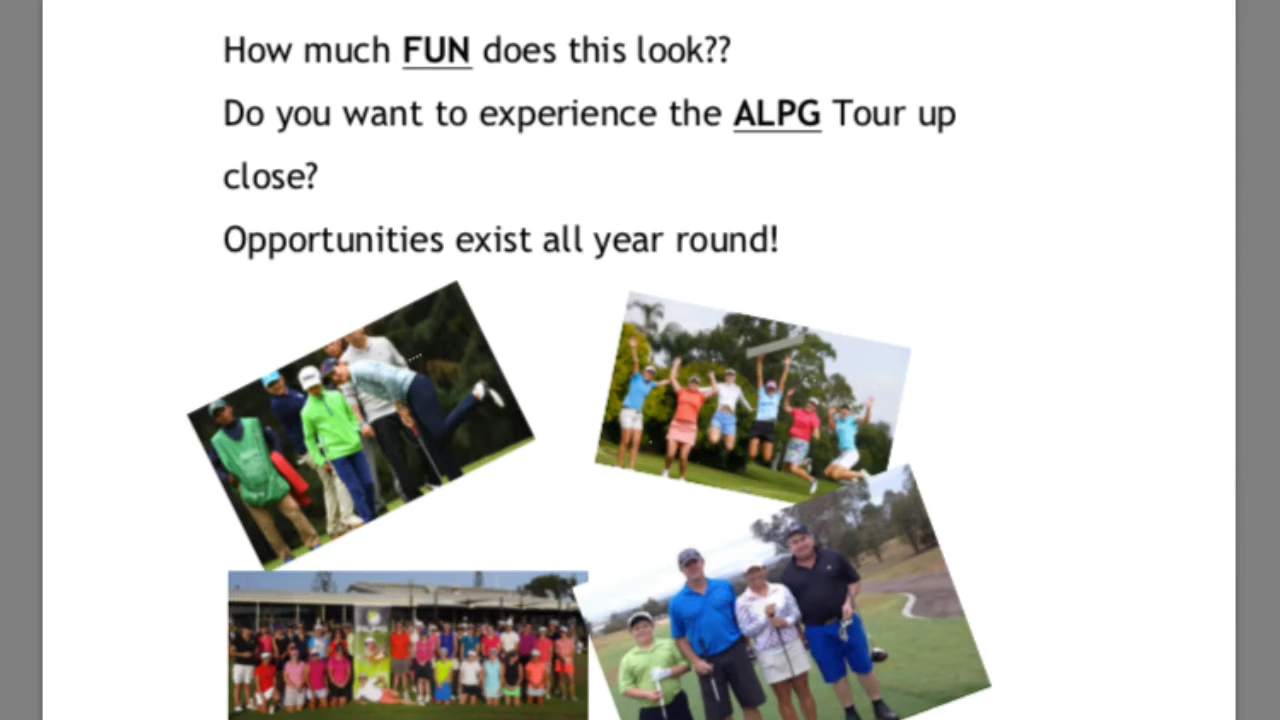 How much FUN does this look??
Do you want to experience the ALPG Tour up
close?
Opportunities exist all year round!